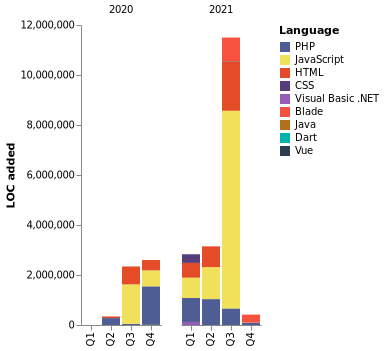 2020 2021
Language
PHP
JavaScript
HTML
CSS
Visual Basic .NET
Blade
Java
Dart
Vue
LOC added
12,000,000
10,000,000
8,000,000
6,000,000
4,000,000
2,000,000
0
Q1 Q2 Q3 Q4 Q1 Q2 Q3 Q4